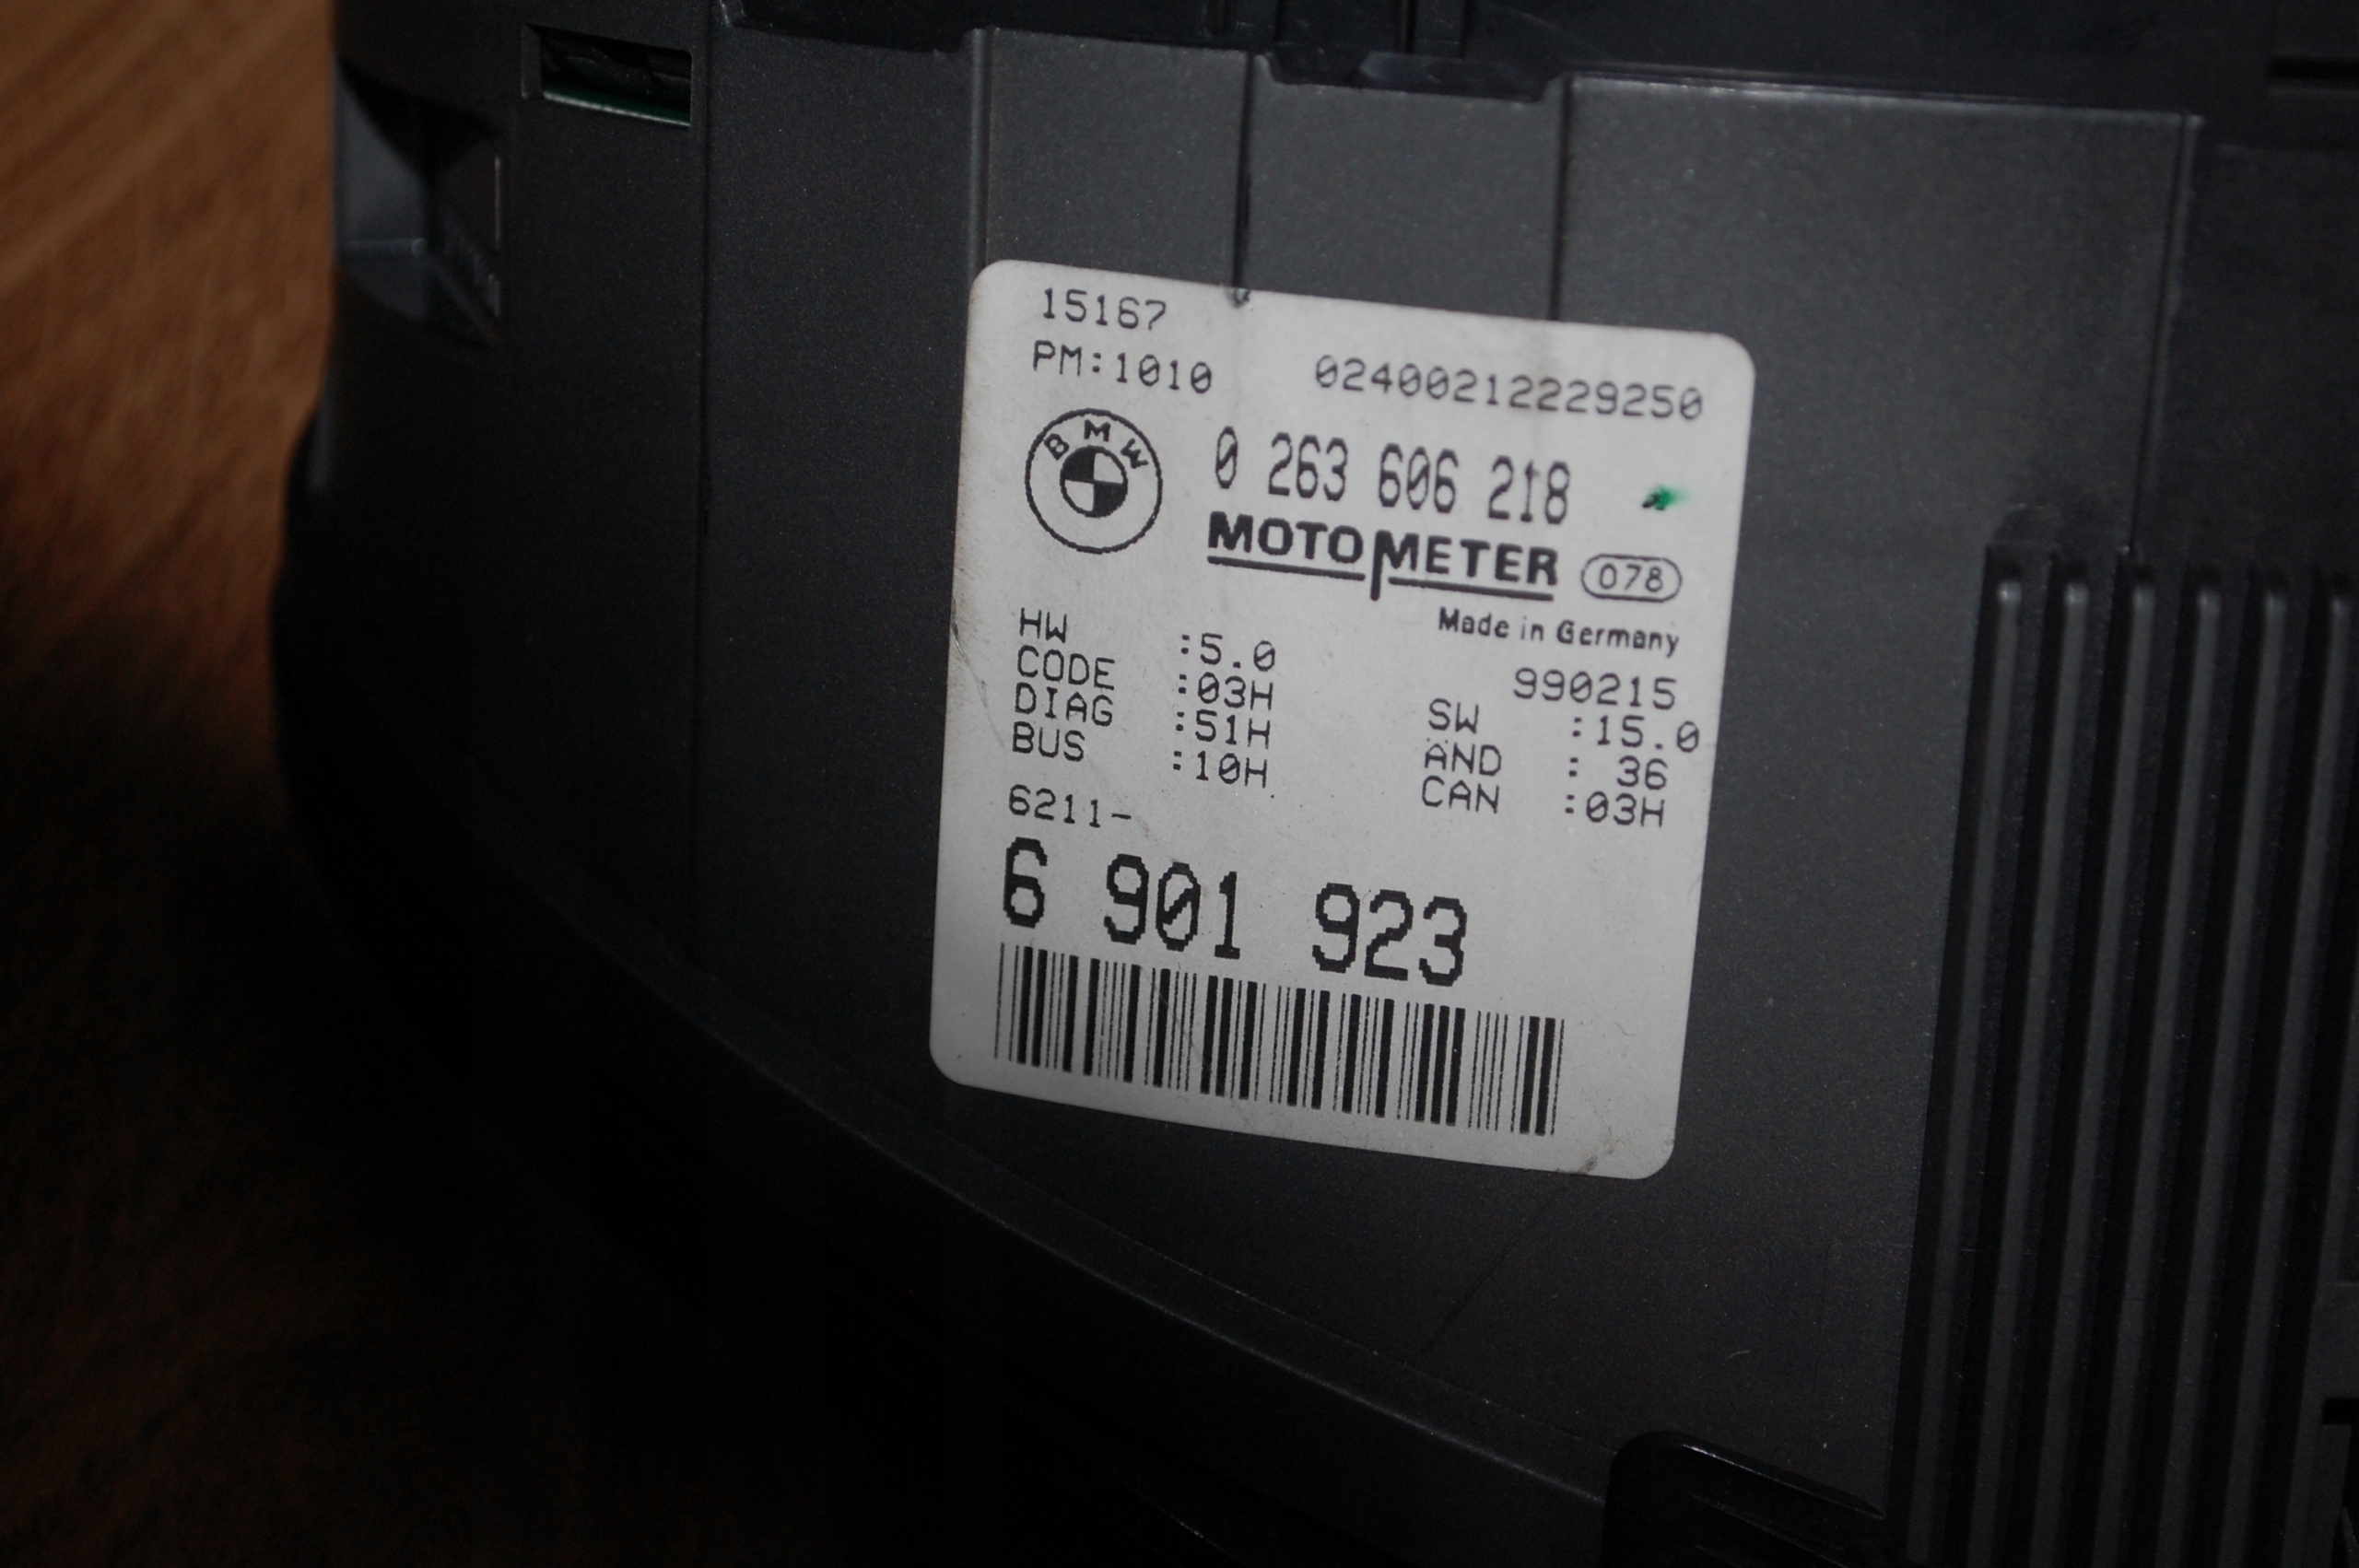 15167
PM:1010 02400212229250
BMW 0 263 606 218
MOTOMETER 078
Made in Germany
990215
HW :5.0
CODE :03H SW :15.0
DIAG :51H AND : 36
BUS :10H CAN :03H
6211-
6 901 923